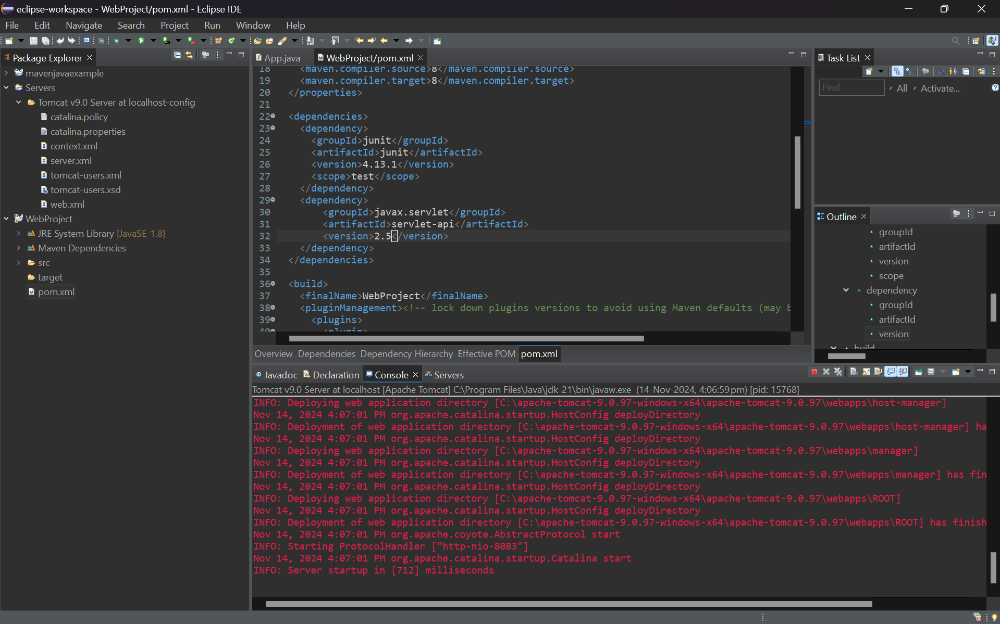 eclipse-workspace - WebProject/pom.xml - Eclipse IDE
File Edit Navigate Search Project Run Window Help
Package Explorer
mavenjavaexample
Servers
Tomcat v9.0 Server at localhost-config
catalina.policy
catalina.properties
context.xml
server.xml
tomcat-users.xml
tomcat-users.xsd
web.xml
WebProject
JRE System Library [JavaSE-1.8]
Maven Dependencies
src
target
pom.xml
App.java WebProject/pom.xml
18 <maven.compiler.source>8</maven.compiler.source>
19 <maven.compiler.target>8</maven.compiler.target>
20 </properties>
21
22 <dependencies>
23 <dependency>
24 <groupId>junit</groupId>
25 <artifactId>junit</artifactId>
26 <version>4.13.1</version>
27 <scope>test</scope>
28 </dependency>
29 <dependency>
30 <groupId>javax.servlet</groupId>
31 <artifactId>servlet-api</artifactId>
32 <version>2.5</version>
33 </dependency>
34 </dependencies>
35
36 <build>
37 <finalName>WebProject</finalName>
38 <pluginManagement><!-- lock down plugins versions to avoid using Maven defaults (may b
39 <plugins>
40 <plugin>
Overview Dependencies Dependency Hierarchy Effective POM pom.xml
Task List
Find All Activate...
Outline
groupId
artifactId
version
scope
dependency
groupId
artifactId
version
build
Javadoc Declaration Console Servers
Tomcat v9.0 Server at localhost [Apache Tomcat] C:\Program Files\Java\jdk-21\bin\javaw.exe (14-Nov-2024, 4:06:59 pm) [pid: 15768]
INFO: Deploying web application directory [C:\apache-tomcat-9.0.97-windows-x64\apache-tomcat-9.0.97\webapps\host-manager]
Nov 14, 2024 4:07:01 PM org.apache.catalina.startup.HostConfig deployDirectory
INFO: Deployment of web application directory [C:\apache-tomcat-9.0.97-windows-x64\apache-tomcat-9.0.97\webapps\host-manager] ha
Nov 14, 2024 4:07:01 PM org.apache.catalina.startup.HostConfig deployDirectory
INFO: Deploying web application directory [C:\apache-tomcat-9.0.97-windows-x64\apache-tomcat-9.0.97\webapps\manager]
Nov 14, 2024 4:07:01 PM org.apache.catalina.startup.HostConfig deployDirectory
INFO: Deployment of web application directory [C:\apache-tomcat-9.0.97-windows-x64\apache-tomcat-9.0.97\webapps\manager] has fin
Nov 14, 2024 4:07:01 PM org.apache.catalina.startup.HostConfig deployDirectory
INFO: Deploying web application directory [C:\apache-tomcat-9.0.97-windows-x64\apache-tomcat-9.0.97\webapps\ROOT]
Nov 14, 2024 4:07:01 PM org.apache.catalina.startup.HostConfig deployDirectory
INFO: Deployment of web application directory [C:\apache-tomcat-9.0.97-windows-x64\apache-tomcat-9.0.97\webapps\ROOT] has finish
Nov 14, 2024 4:07:01 PM org.apache.coyote.AbstractProtocol start
INFO: Starting ProtocolHandler ["http-nio-8083"]
Nov 14, 2024 4:07:01 PM org.apache.catalina.startup.Catalina start
INFO: Server startup in [712] milliseconds